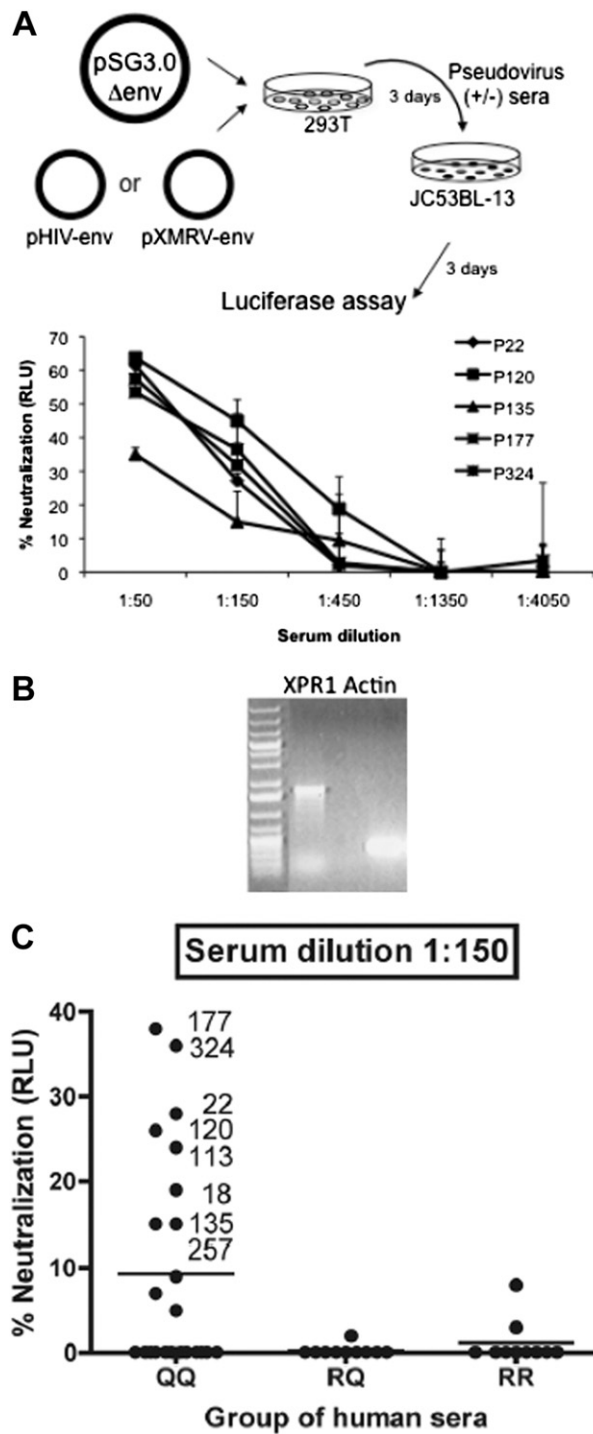 A
pSG3.0
Δenv
Pseudovirus
(+/-) sera
3 days
293T
or
JC53BL-13
pHIV-env
pXMRV-env
3 days
Luciferase assay
70
60
50
40
30
20
10
0
% Neutralization (RLU)
P22
P120
P135
P177
P324
1:50
1:150
1:450
1:1350
1:4050
Serum dilution
B
XPR1 Actin
C
Serum dilution 1:150
% Neutralization (RLU)
40
30
20
10
0
177
324
22
120
113
18
135
257
QQ
RQ
RR
Group of human sera